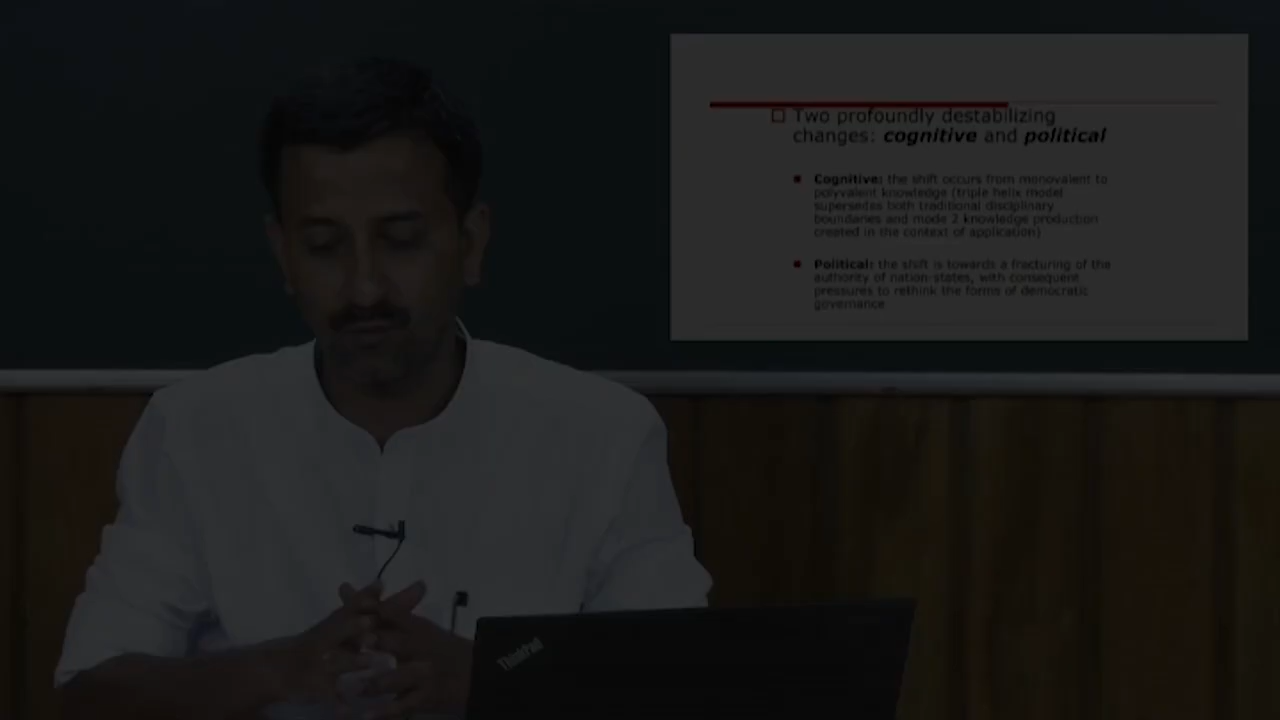 Two profoundly destabilizing
changes: cognitive and political
Cognitive: the shift occurs from monovalent to
polyvalent knowledge (triple helix model
supersedes both traditional disciplinary
boundaries and mode 2 knowledge production
created in the context of application)
Political: the shift is towards a fracturing of the
authority of nation-states, with consequent
pressures to rethink the forms of democratic
governance
ThinkPad